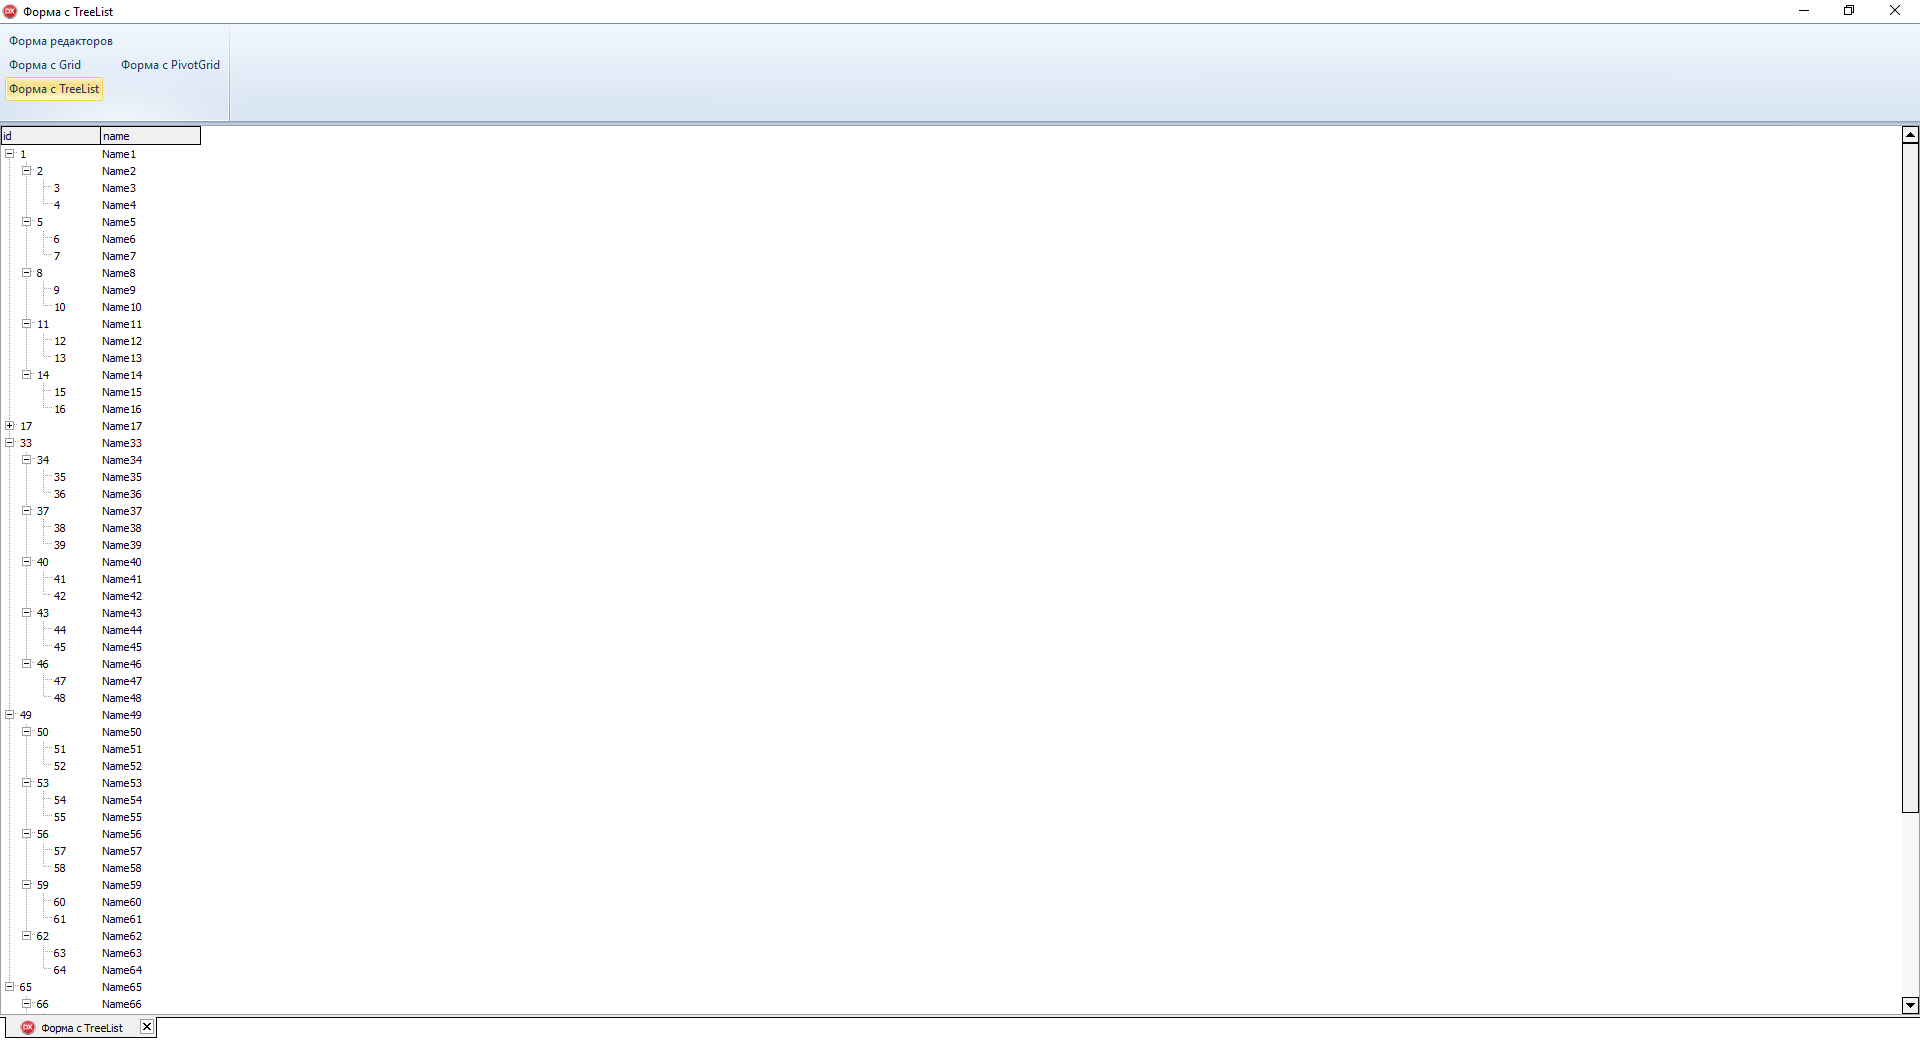 Форма с TreeList
Форма редакторов
Форма с Grid Форма с PivotGrid
Форма с TreeList
id name
1 Name1
2 Name2
3 Name3
4 Name4
5 Name5
6 Name6
7 Name7
8 Name8
9 Name9
10 Name10
11 Name11
12 Name12
13 Name13
14 Name14
15 Name15
16 Name16
17 Name17
33 Name33
34 Name34
35 Name35
36 Name36
37 Name37
38 Name38
39 Name39
40 Name40
41 Name41
42 Name42
43 Name43
44 Name44
45 Name45
46 Name46
47 Name47
48 Name48
49 Name49
50 Name50
51 Name51
52 Name52
53 Name53
54 Name54
55 Name55
56 Name56
57 Name57
58 Name58
59 Name59
60 Name60
61 Name61
62 Name62
63 Name63
64 Name64
65 Name65
66 Name66
DX Форма с TreeList